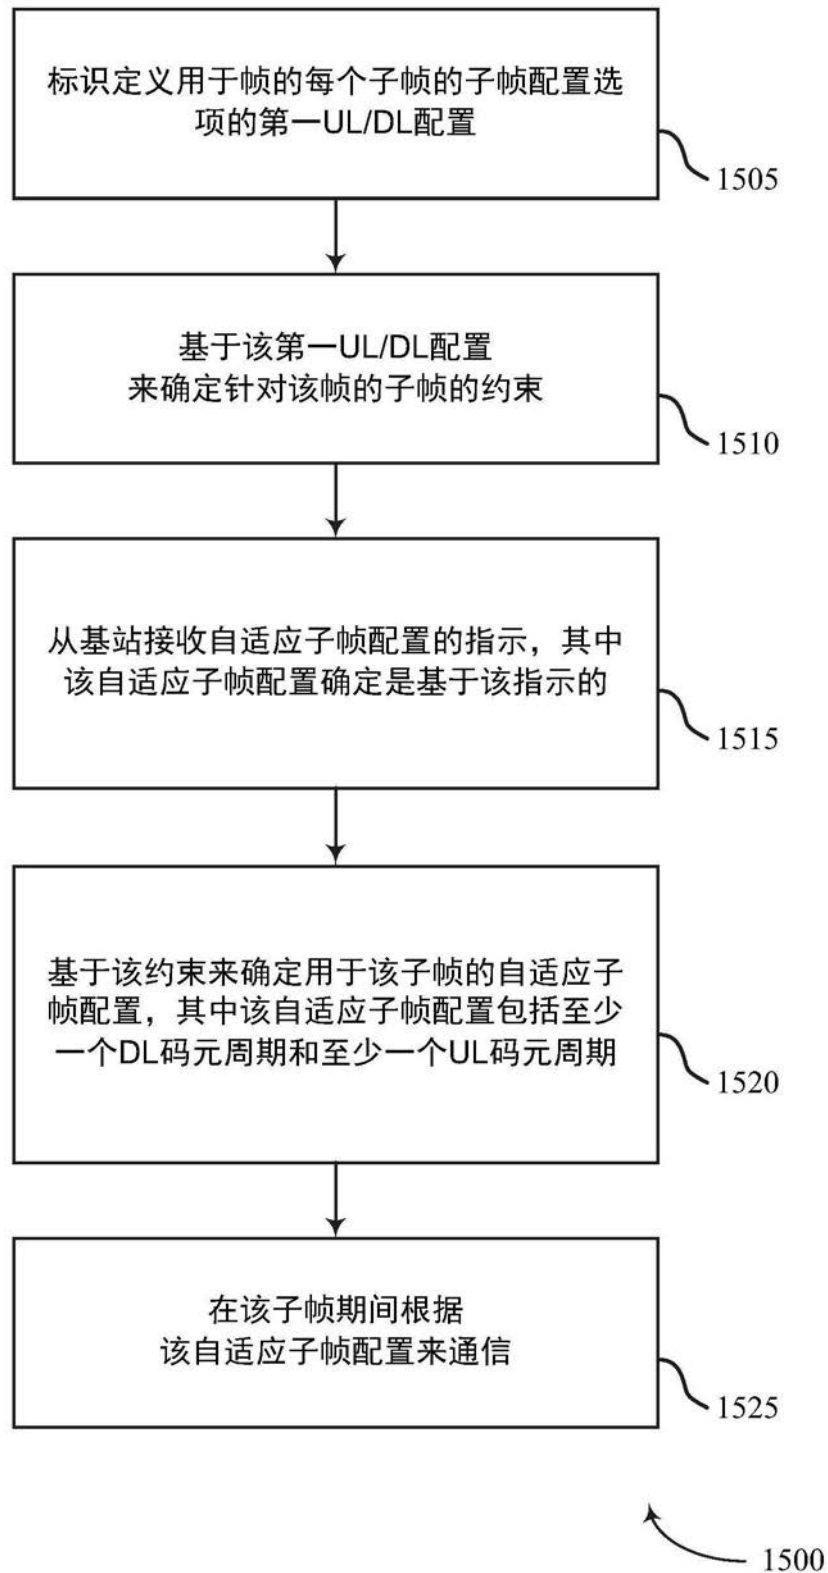 标识定义用于帧的每个子帧的子帧配置选
项的第一UL/DL配置
1505
基于该第一UL/DL配置
来确定针对该帧的子帧的约束
1510
从基站接收自适应子帧配置的指示，其中
该自适应子帧配置确定是基于该指示的
1515
基于该约束来确定用于该子帧的自适应子
帧配置，其中该自适应子帧配置包括至少
一个DL码元周期和至少一个UL码元周期
1520
在该子帧期间根据
该自适应子帧配置来通信
1525
1500